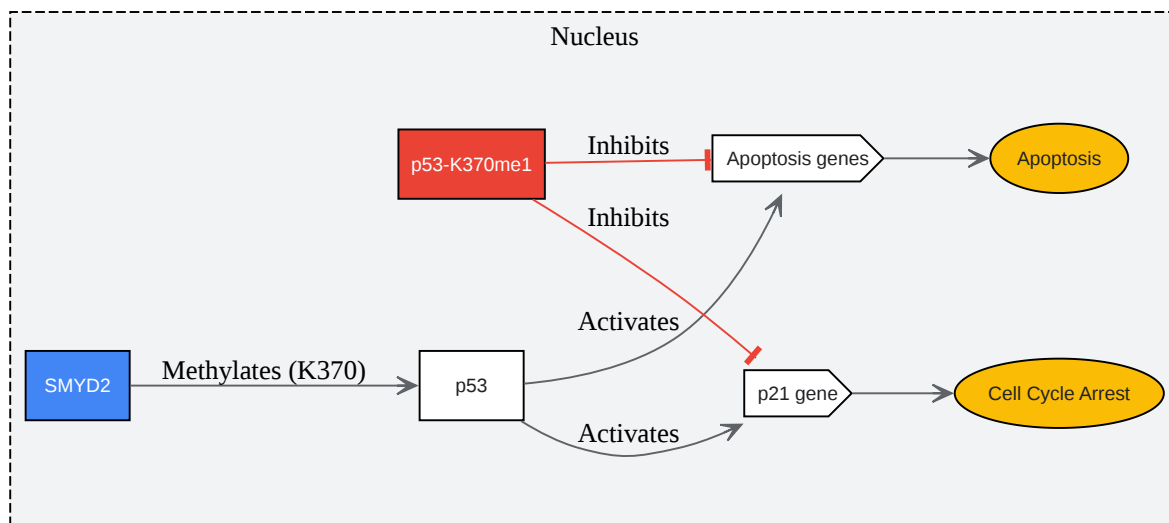 Nucleus
Inhibits
p53-K370me1
Apoptosis genes
Apoptosis
Inhibits
Activates
Methylates (K370)
SMYD2
p53
p21 gene
Cell Cycle Arrest
Activates